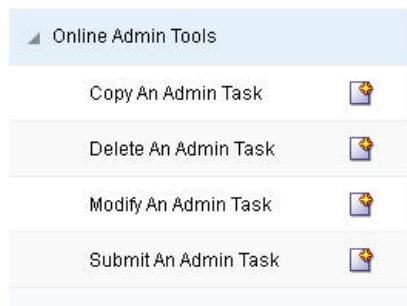 Online Admin Tools
Copy An Admin Task
Delete An Admin Task
Modify An Admin Task
Submit An Admin Task